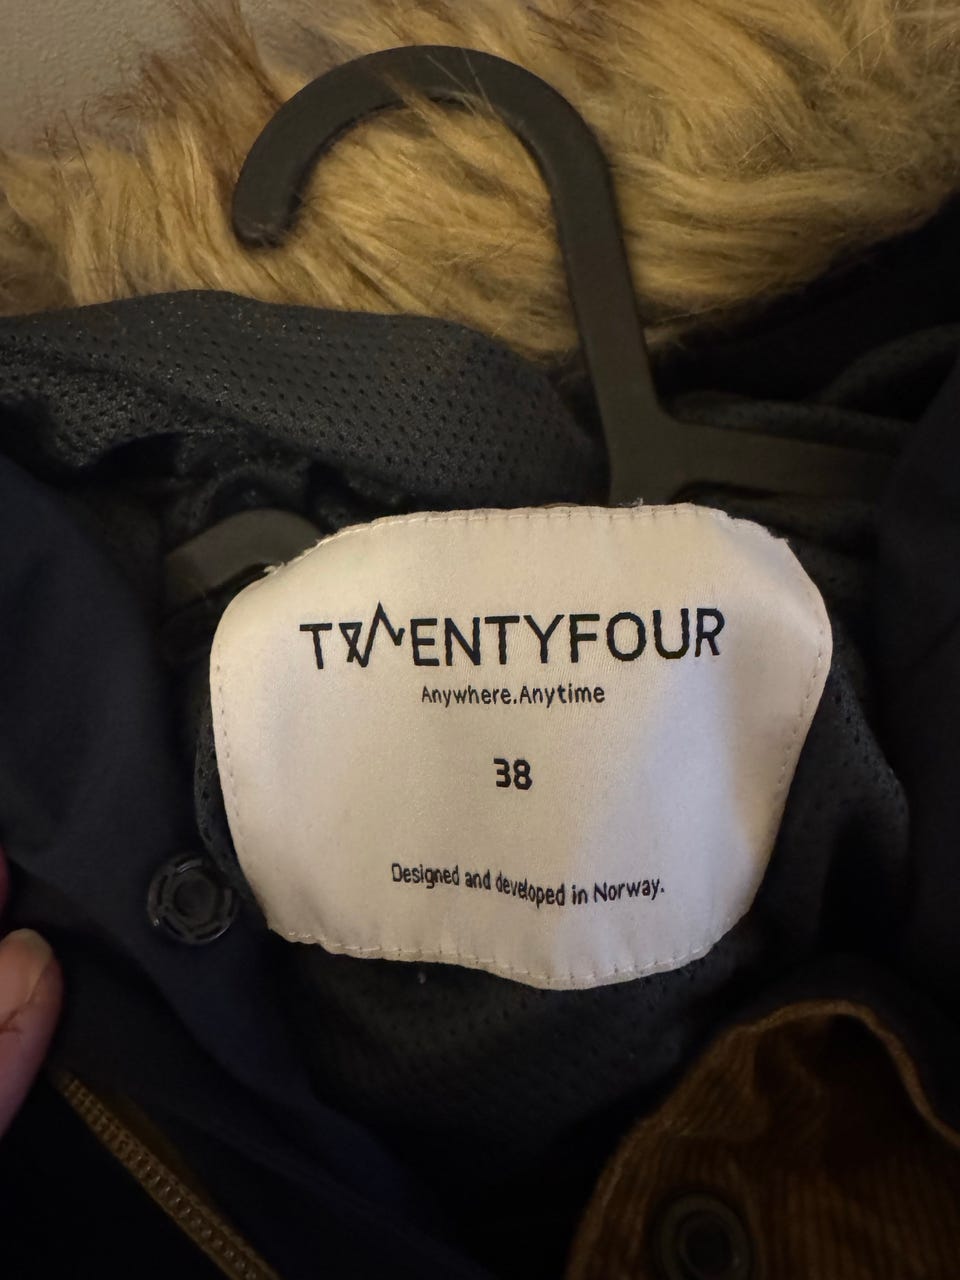 TWENTYFOUR
Anywhere.Anytime
38
Designed and developed in Norway.